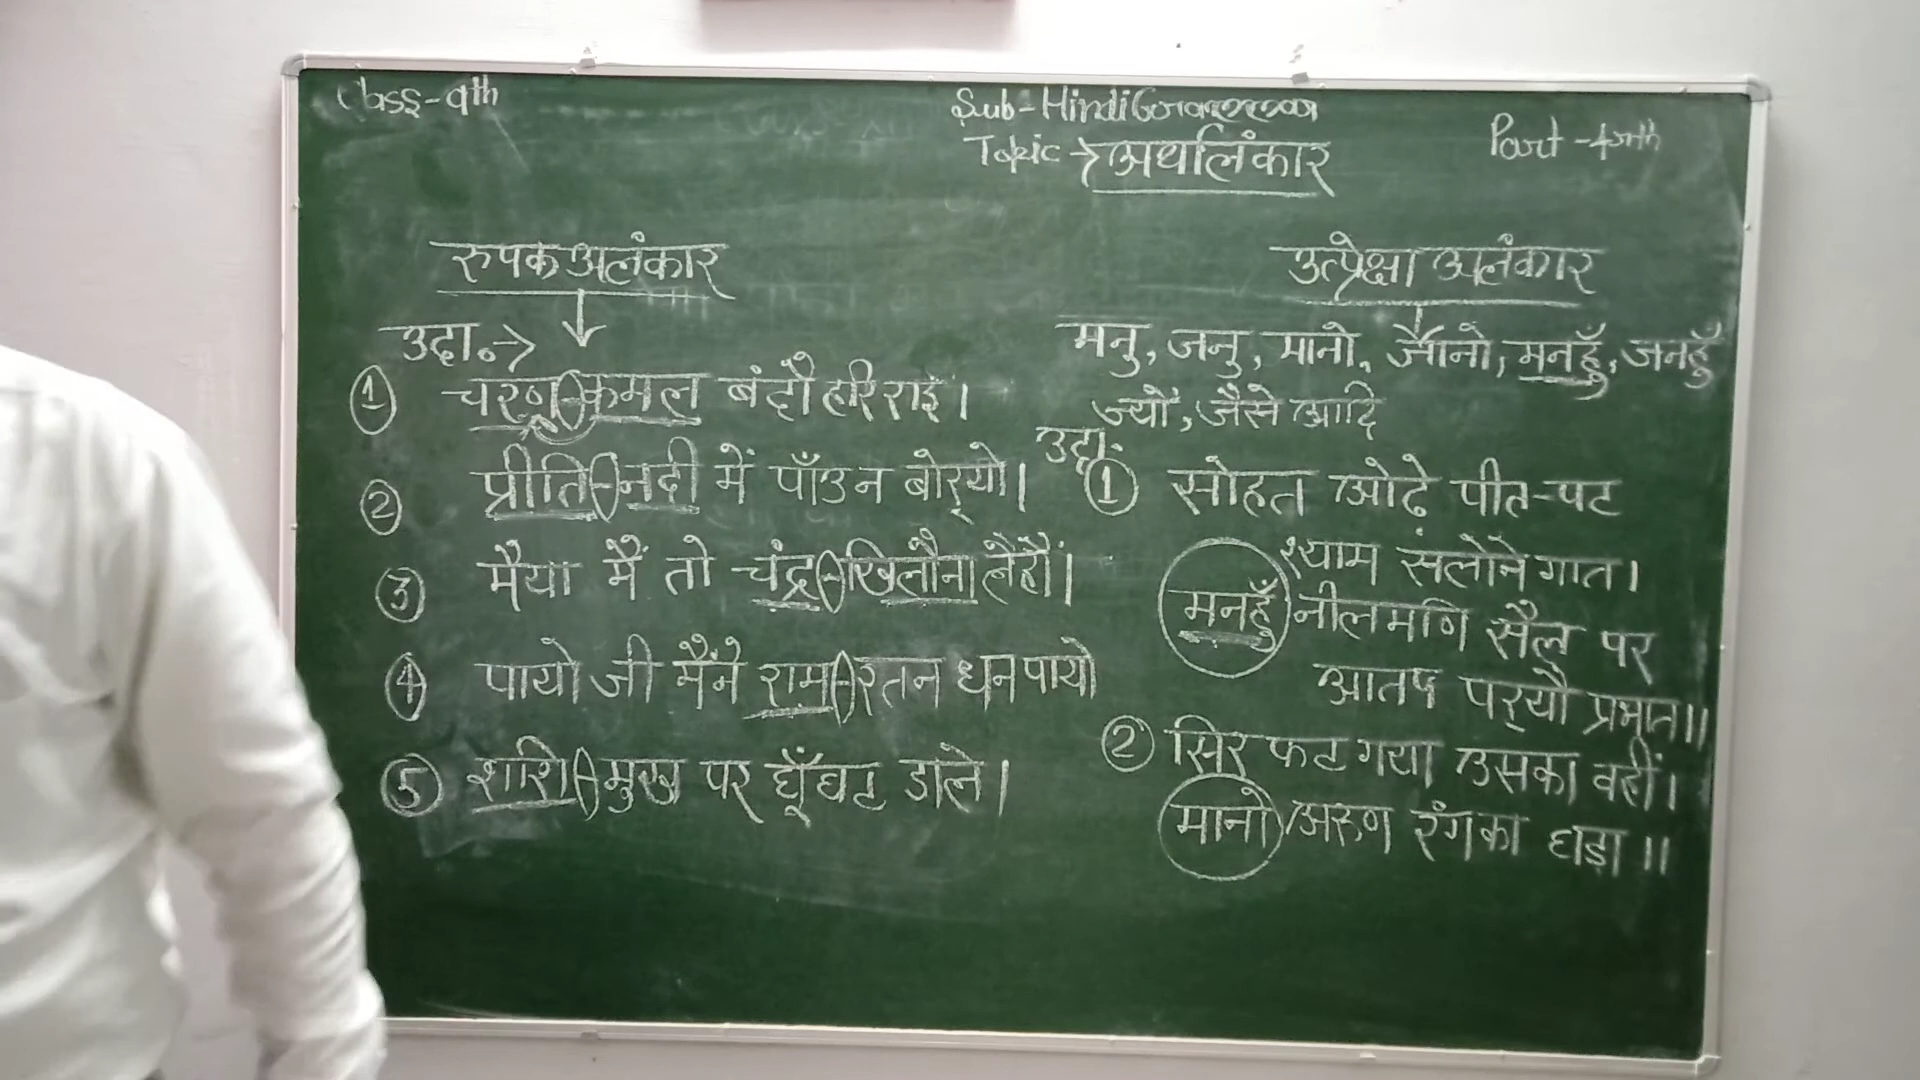 Class-9th
Sub-Hindi Grammar
Topic → अर्थालंकार
Part -4rth
रुपक अलंकार
उदा.→
① चरण-कमल बंदौ हरि राई।
② प्रीति-नदी में पाँउ न बोर्‌यो।
③ मैया मैं तो चंद्र-खिलौना लैहौं।
④ पायो जी मैंने राम-रतन धन पायो
⑤ शशि-मुख पर घूँघट डाले।
उत्प्रेक्षा अलंकार
मनु, जनु, मानो, जानो, मनहुँ, जनहुँ
ज्यों, जैसे आदि
उदा.
① सोहत ओढ़े पीत-पट
श्याम सलोने गात।
मनहुँ नीलमणि सैल पर
आतप पर्‌यौ प्रभात॥
② सिर फट गया उसका वहीं।
मानो अरुण रंग का घड़ा॥